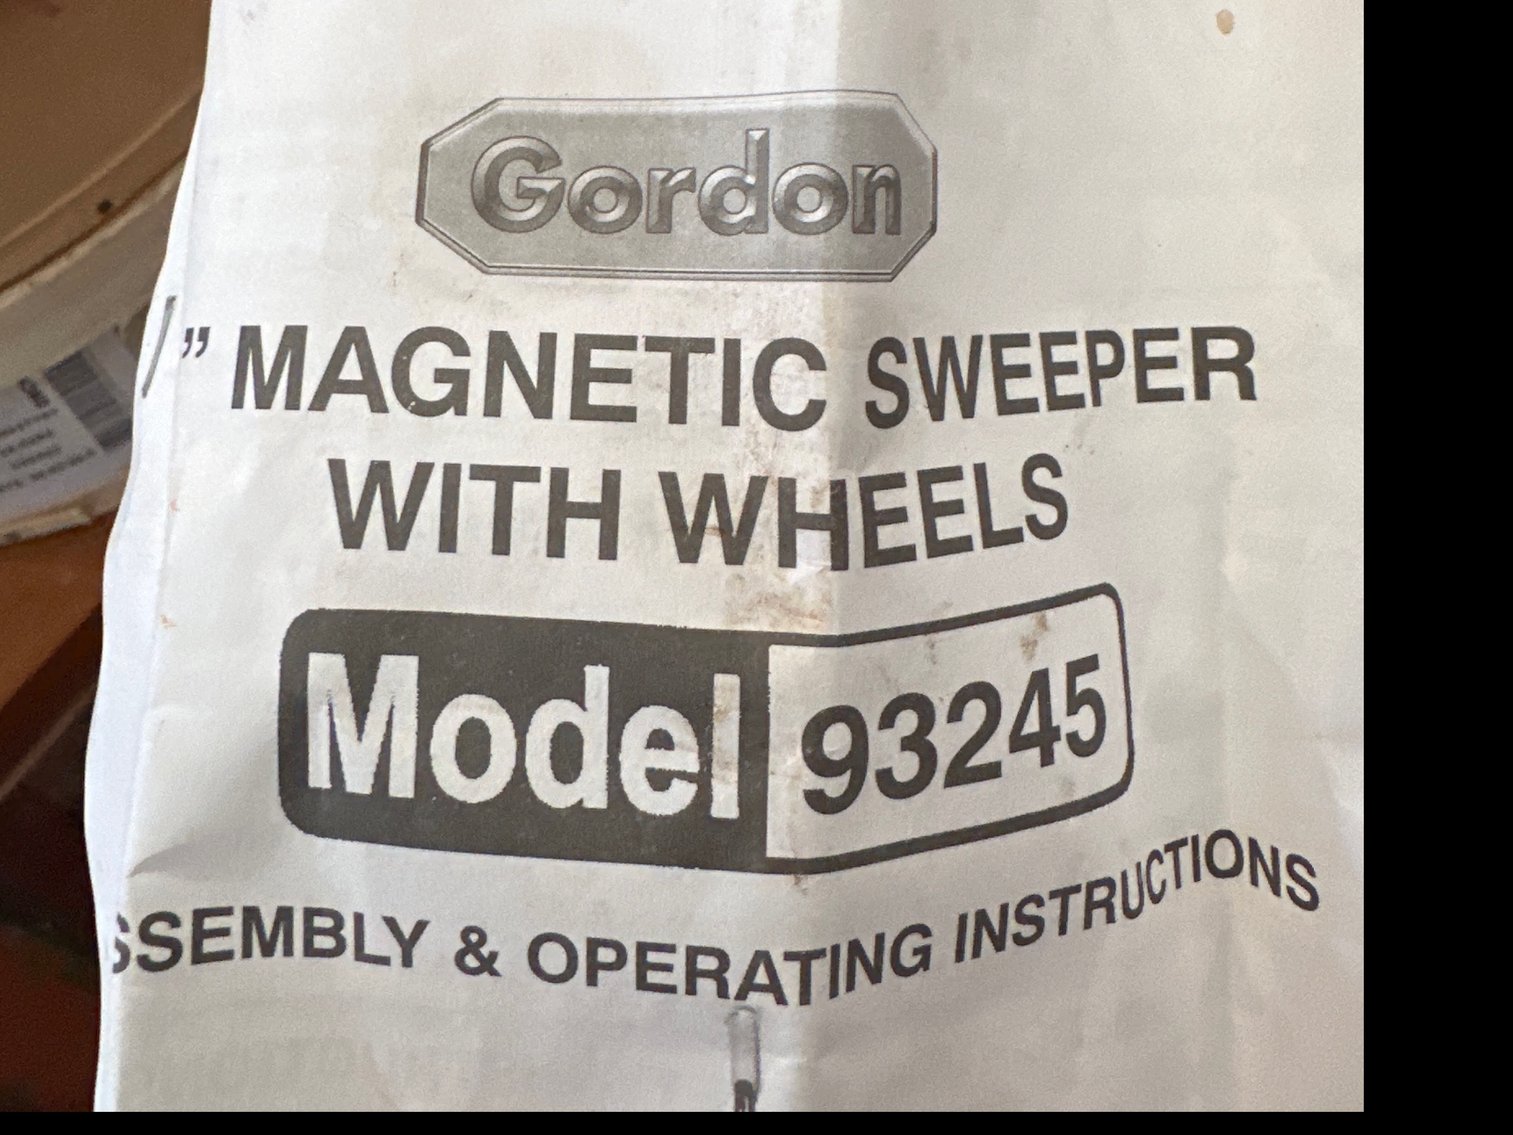 Gordon
" MAGNETIC SWEEPER
WITH WHEELS
Model 93245
SSEMBLY & OPERATING INSTRUCTIONS